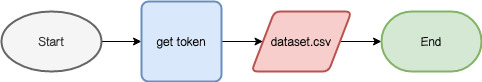 Start
get token
dataset.csv
End